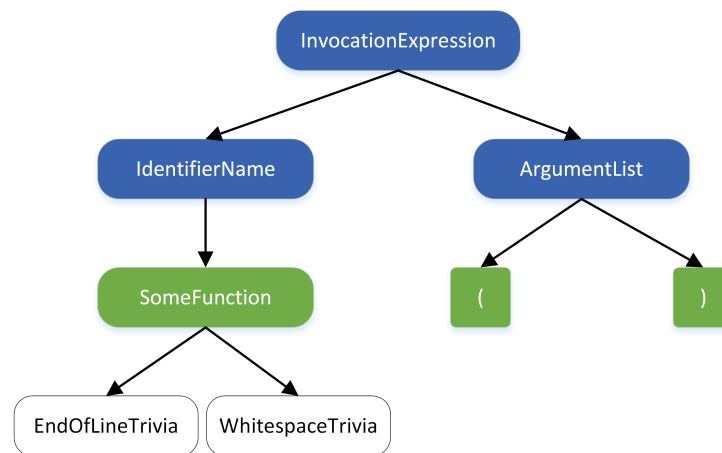 InvocationExpression
IdentifierName
ArgumentList
SomeFunction
(
)
EndOfLineTrivia
WhitespaceTrivia